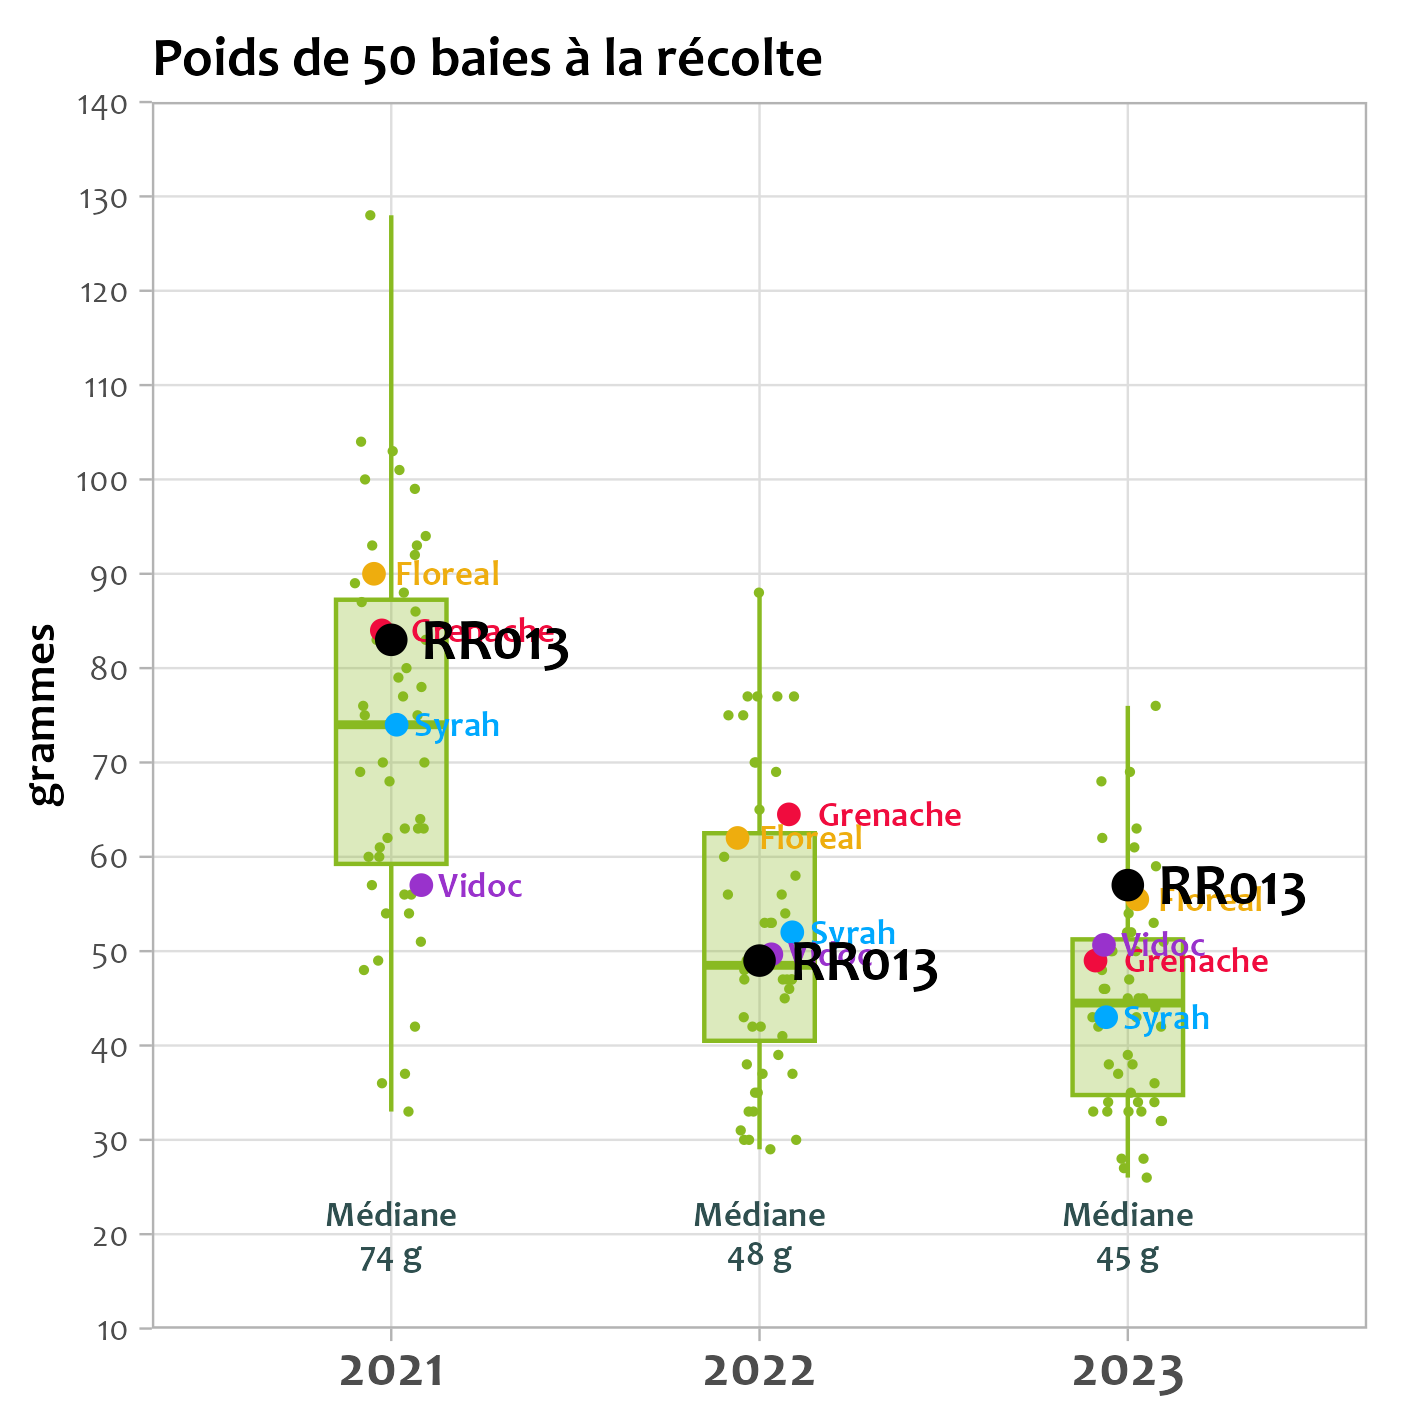 Poids de 50 baies à la récolte
grammes
140
130
120
110
100
90
80
70
60
50
40
30
20
10
Floreal
Grenache
RR013
Syrah
Vidoc
Médiane
74 g
2021
Grenache
Floreal
Syrah
Vidoc
RR013
Médiane
48 g
2022
RR013
Floreal
Vidoc
Grenache
Syrah
Médiane
45 g
2023